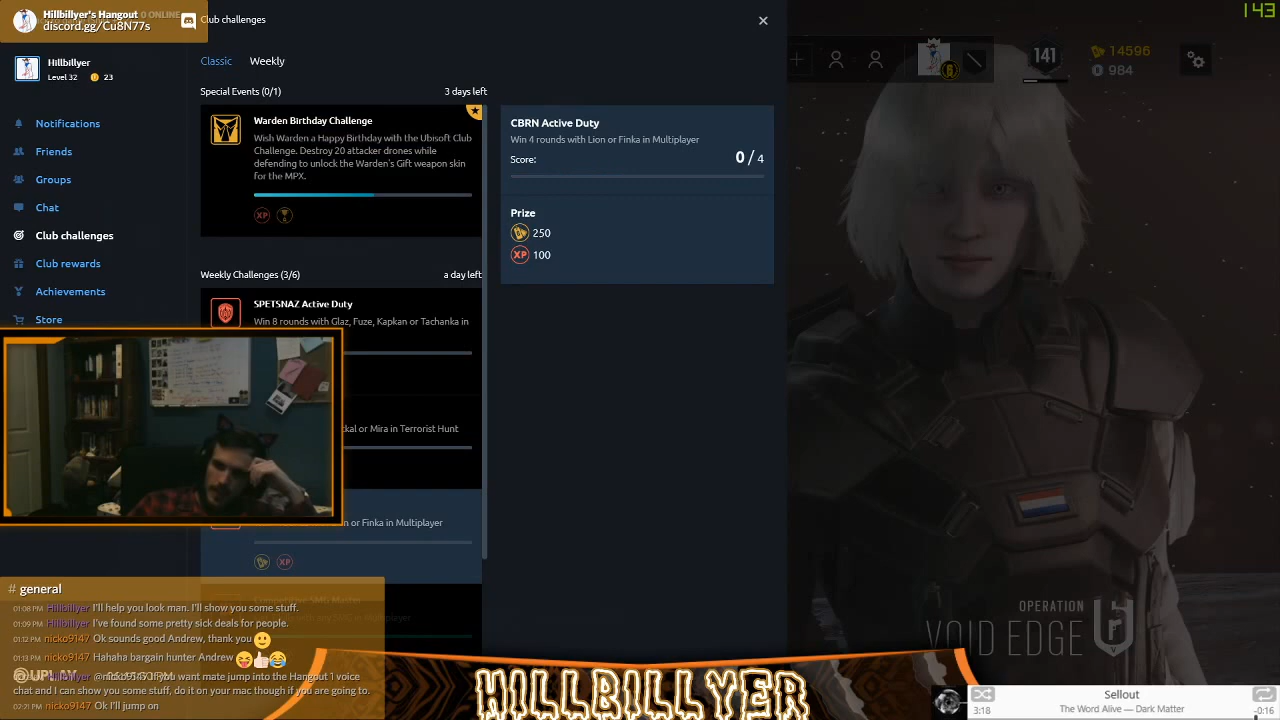 Hillbillyer's Hangout 0 ONLINE
discord.gg/Cu8N77s
Club challenges
143
Hillbillyer
Level 32 23
Classic Weekly
141
14596
984
Special Events (0/1) 3 days left
Notifications
Friends
Groups
Chat
Club challenges
Club rewards
Achievements
Store
Warden Birthday Challenge
Wish Warden a Happy Birthday with the Ubisoft Club
Challenge. Destroy 20 attacker drones while
defending to unlock the Warden's Gift weapon skin
for the MPX.
XP
Weekly Challenges (3/6) a day left
SPETSNAZ Active Duty
Win 8 rounds with Glaz, Fuze, Kapkan or Tachanka in
kal or Mira in Terrorist Hunt
or Finka in Multiplayer
XP
CBRN Active Duty
Win 4 rounds with Lion or Finka in Multiplayer
Score: 0 / 4
Prize
250
XP 100
# general
01:08 PM Hillbillyer I'll help you look man. I'll show you some stuff.
01:09 PM Hillbillyer I've found some pretty sick deals for people.
01:12 PM nicko9147 Ok sounds good Andrew, thank you
01:13 PM nicko9147 Hahaha bargain hunter Andrew
you want mate jump into the Hangout 1 voice
chat and I can show you some stuff, do it on your mac though if you are going to.
02:21 PM nicko9147 Ok I'll jump on
HILLBILLYER
OPERATION
VOID EDGE
Sellout
The Word Alive — Dark Matter
3:18
-0:16